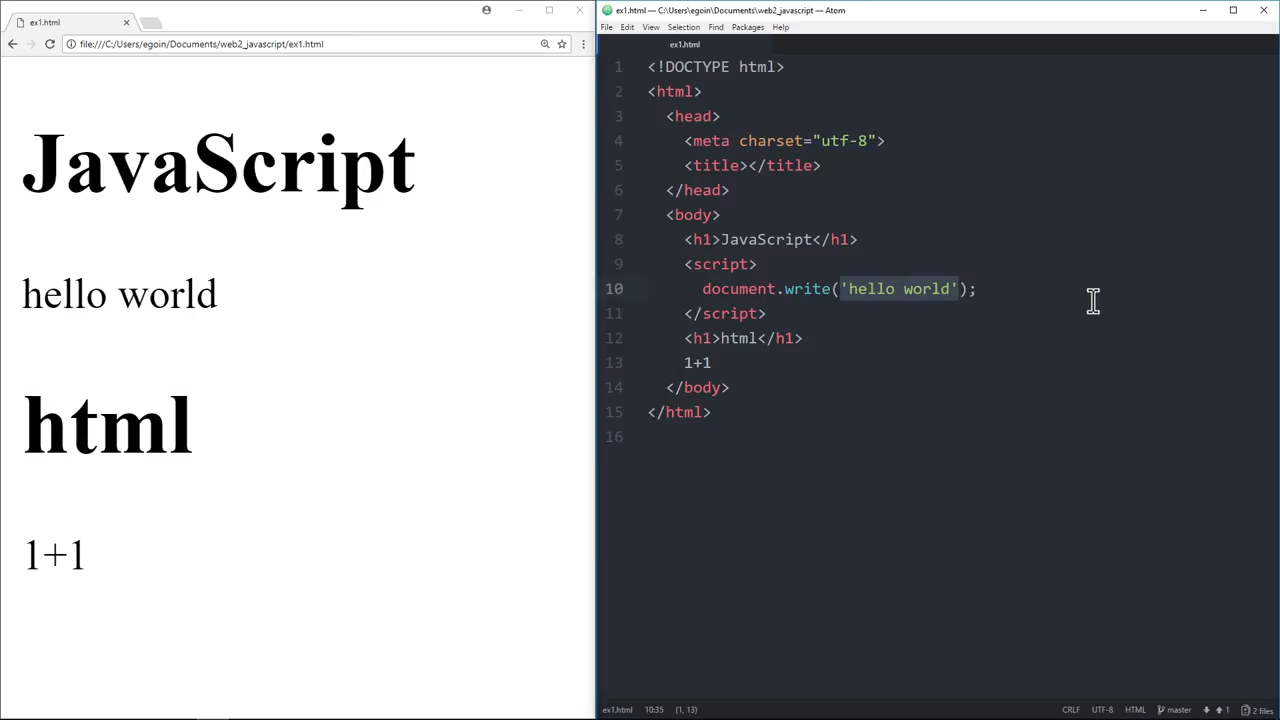 ex1.html
file:///C:/Users/egoin/Documents/web2_javascript/ex1.html
JavaScript
hello world
html
1+1
ex1.html — C:\Users\egoin\Documents\web2_javascript — Atom
File Edit View Selection Find Packages Help
ex1.html
1 <!DOCTYPE html>
2 <html>
3 <head>
4 <meta charset="utf-8">
5 <title></title>
6 </head>
7 <body>
8 <h1>JavaScript</h1>
9 <script>
10 document.write('hello world');
11 </script>
12 <h1>html</h1>
13 1+1
14 </body>
15 </html>
16
ex1.html 10:35 (1, 13) CRLF UTF-8 HTML master 1 2 files